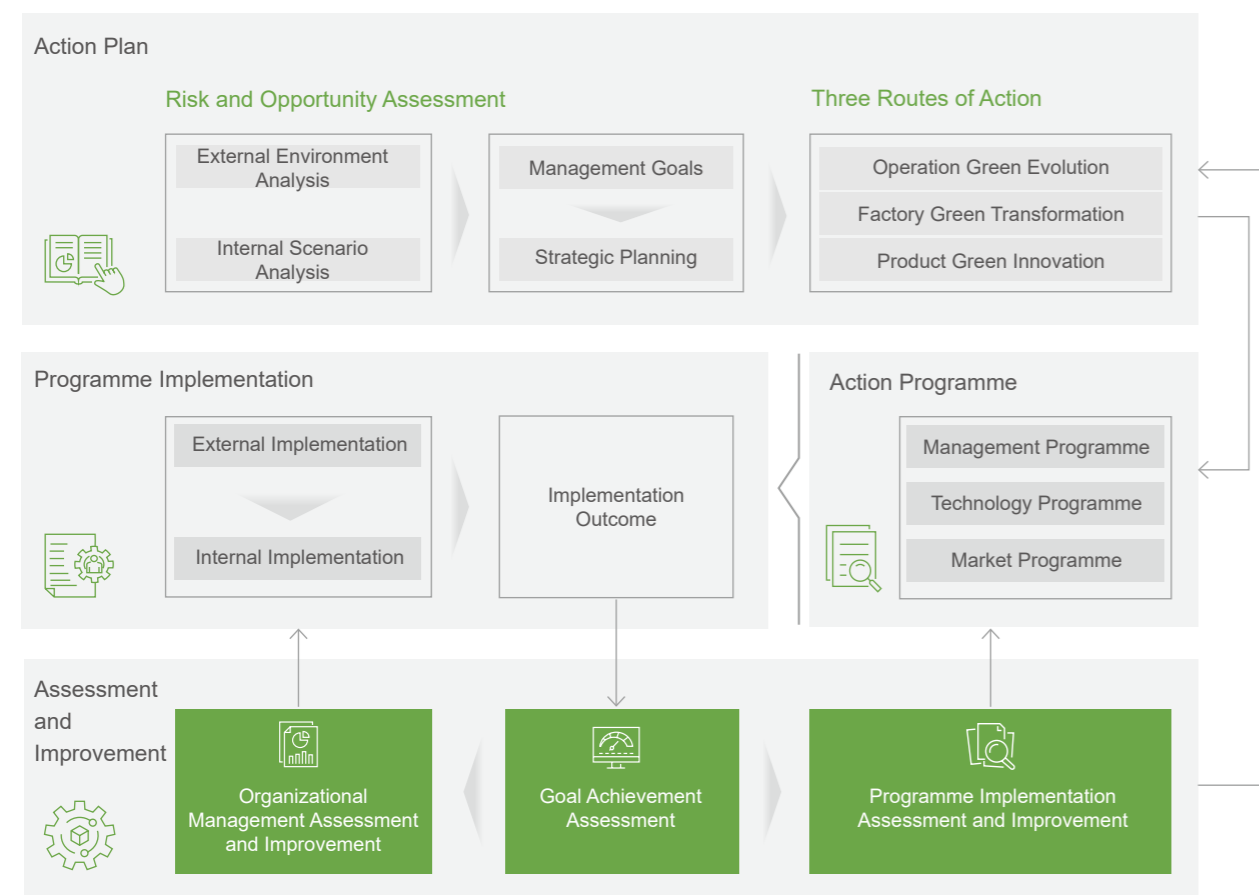 Action Plan
Risk and Opportunity Assessment
Three Routes of Action
External Environment
Analysis
Internal Scenario
Analysis
Management Goals
Strategic Planning
Operation Green Evolution
Factory Green Transformation
Product Green Innovation
Programme Implementation
External Implementation
Internal Implementation
Implementation
Outcome
Action Programme
Management Programme
Technology Programme
Market Programme
Assessment
and
Improvement
Organizational
Management Assessment
and Improvement
Goal Achievement
Assessment
Programme Implementation
Assessment and Improvement